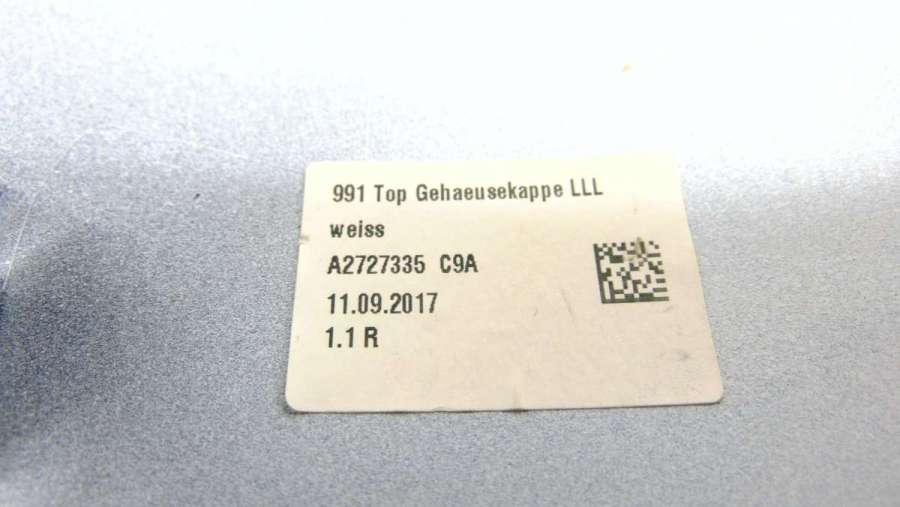 991 Top Gehaeusekappe LLL
weiss
A2727335 C9A
11.09.2017
1.1 R